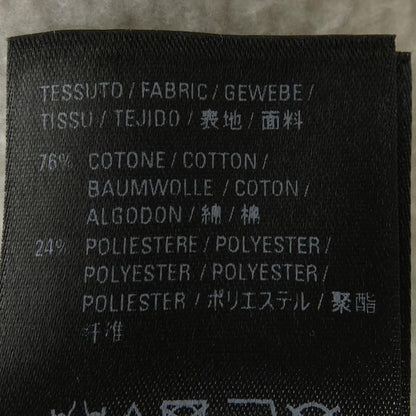 TESSUTO / FABRIC / GEWEBE /
TISSU / TEJIDO / 表地 / 面料
76% COTONE / COTTON /
BAUMWOLLE / COTON /
ALGODON / 綿 / 棉
24% POLIESTERE / POLYESTER /
POLYESTER / POLYESTER /
POLIESTER / ポリエステル / 聚酯
纤维